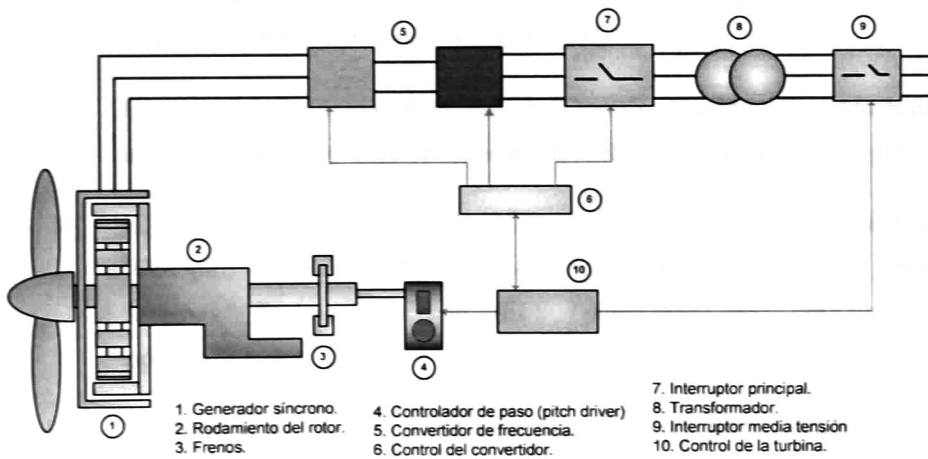 5
7
8
9
6
2
10
3
4
1
1. Generador síncrono.
2. Rodamiento del rotor.
3. Frenos.
4. Controlador de paso (pitch driver)
5. Convertidor de frecuencia.
6. Control del convertidor.
7. Interruptor principal.
8. Transformador.
9. Interruptor media tensión
10. Control de la turbina.